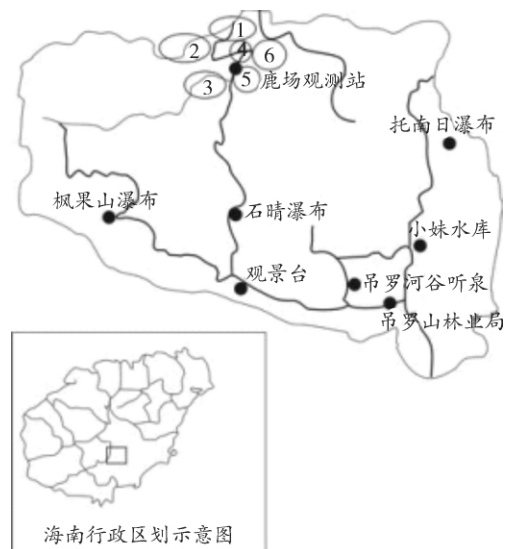 1
2
4
6
3
5
鹿场观测站
托南日瀑布
枫果山瀑布
石晴瀑布
小妹水库
观景台
吊罗河谷听泉
吊罗山林业局
海南行政区划示意图